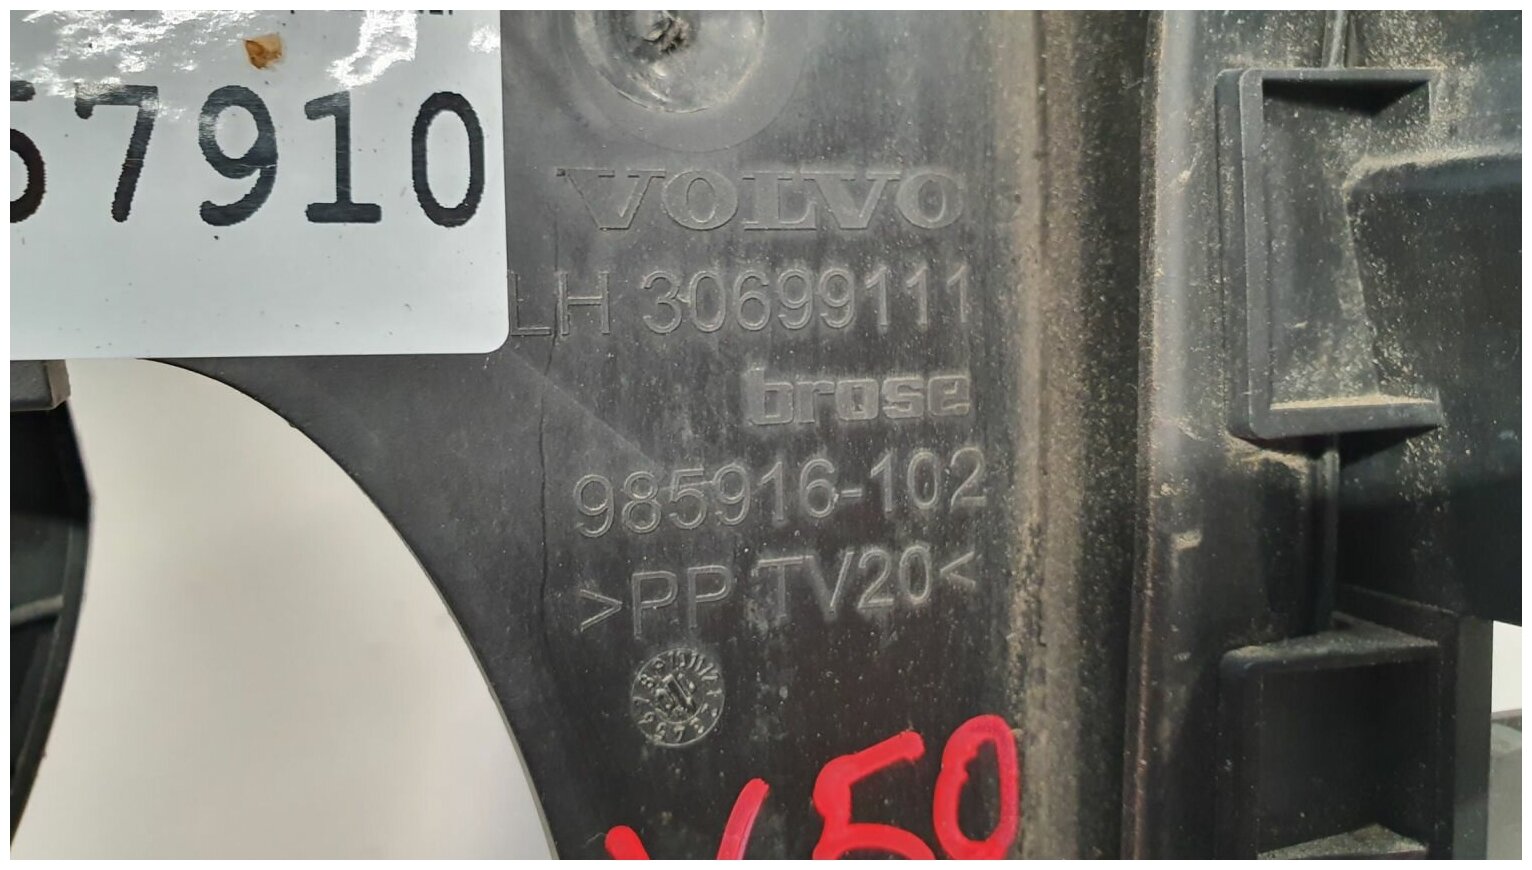 57910
VOLVO
LH 30699111
brose
985916-102
>PP TV20<
V50